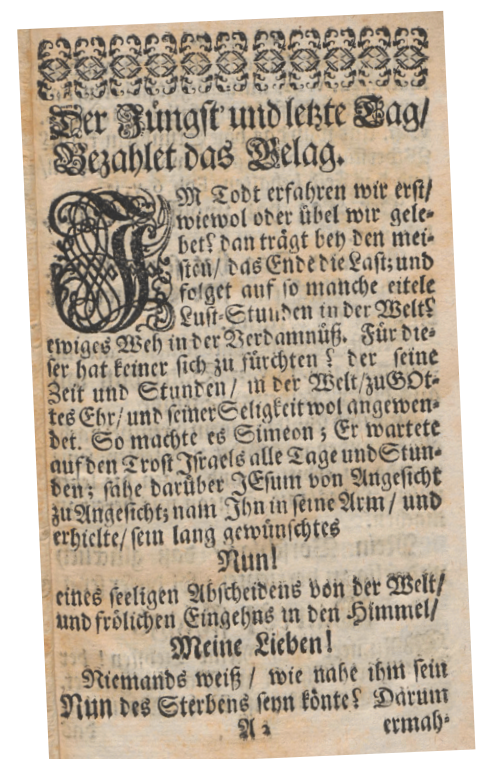 Der Jüngst und letzte Tag/
Bezahlet das Gelag.
IM Todt erfahren wir erst/
wiewol oder übel wir gele-
bet? dan trägt bey den mei-
sten/ das Ende die Last; und
folget auf so manche eitele
Lust-Stunden in der Welt?
ewiges Weh in der Verdamnüß. Für die-
ser hat keiner sich zu fürchten? der seine
Zeit und Stunden/ in der Welt/ zu GOt-
tes Ehr/ und seiner Seligkeit wol angewen-
det. So machte es Simeon; Er wartete
auf den Trost Israels alle Tage und Stun-
den; sahe darüber JEsum von Angesicht
zu Angesicht; nam Ihn in seine Arm/ und
erhielte/ sein lang gewünschtes
Nun!
eines seeligen Abscheidens von der Welt/
und frölichen Eingehns in den Himmel/
Meine Lieben!
Niemands weiß/ wie nahe ihm sein
Nun des Sterbens seyn könte? Darum
A 2 ermah-